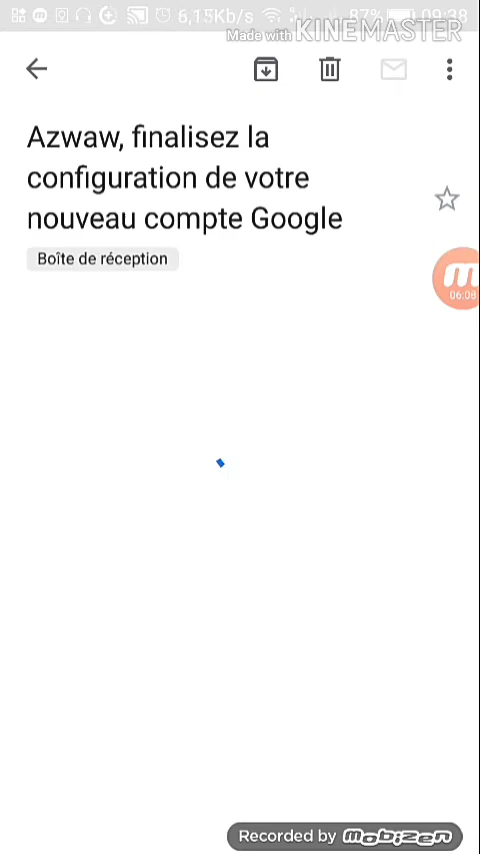 6,15Kb/s 87% 09:38
Made with KINEMASTER
Azwaw, finalisez la
configuration de votre
nouveau compte Google
Boîte de réception
06:08
Recorded by mobizen